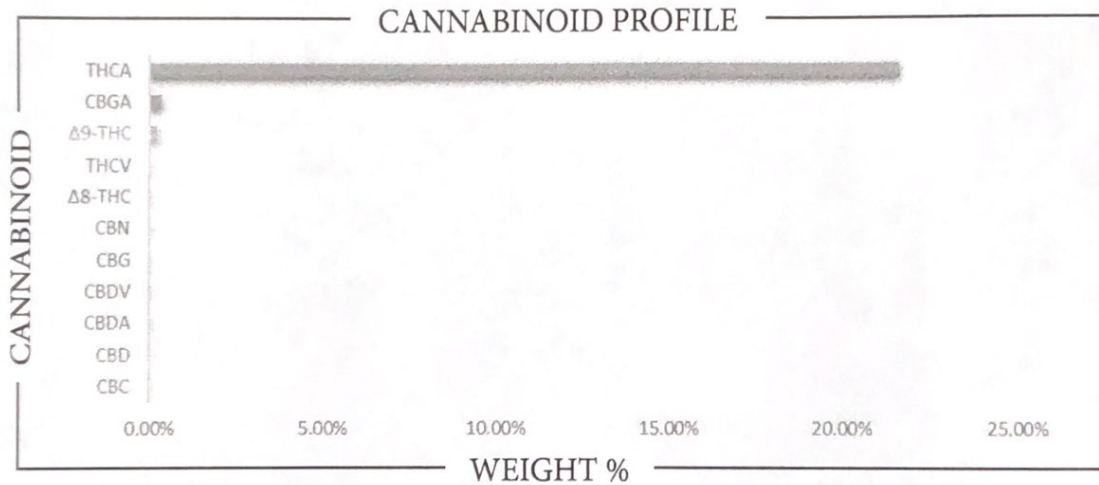 CANNABINOID PROFILE
CANNABINOID
THCA
CBGA
Δ9-THC
THCV
Δ8-THC
CBN
CBG
CBDV
CBDA
CBD
CBC
0.00% 5.00% 10.00% 15.00% 20.00% 25.00%
WEIGHT %